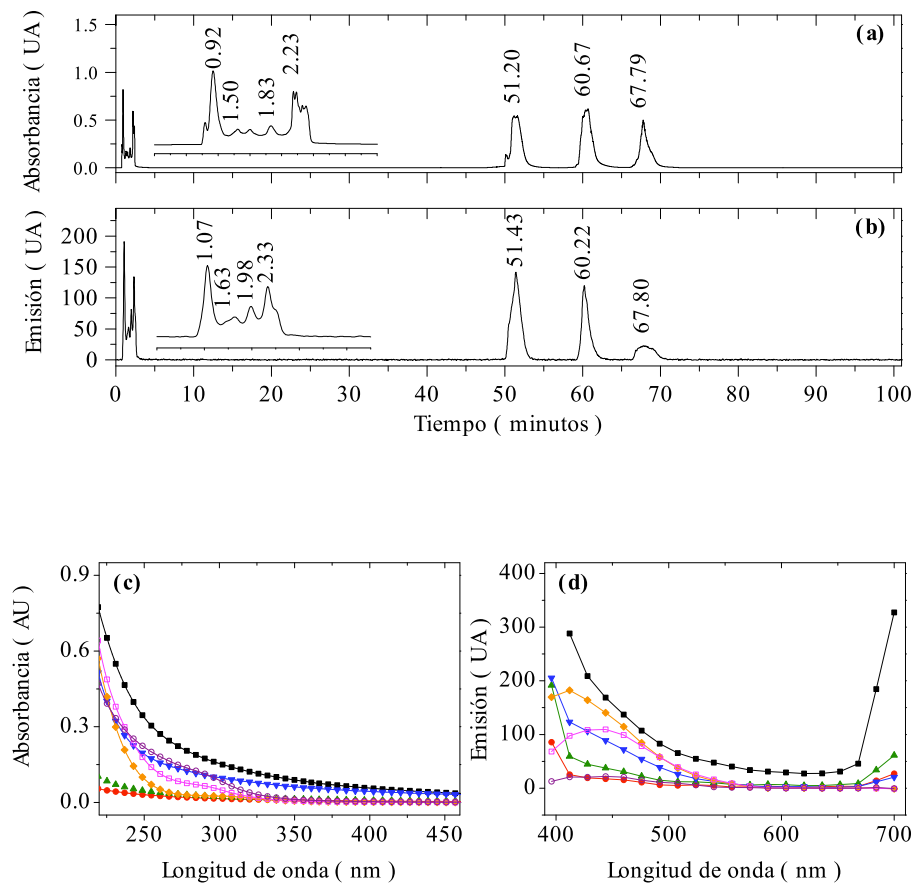 (a)
Absorbancia ( UA)
1.5
1.0
0.5
0.0
0.92
1.50
1.83
2.23
51.20
60.67
67.79
(b)
Emisión ( UA)
200
150
100
50
0
1.07
1.63
1.98
2.33
51.43
60.22
67.80
0 10 20 30 40 50 60 70 80 90 100
Tiempo ( minutos )
(c)
Absorbancia ( AU)
0.9
0.6
0.3
0.0
250 300 350 400 450
Longitud de onda ( nm )
(d)
Emisión ( UA)
400
300
200
100
0
400 500 600 700
Longitud de onda ( nm )